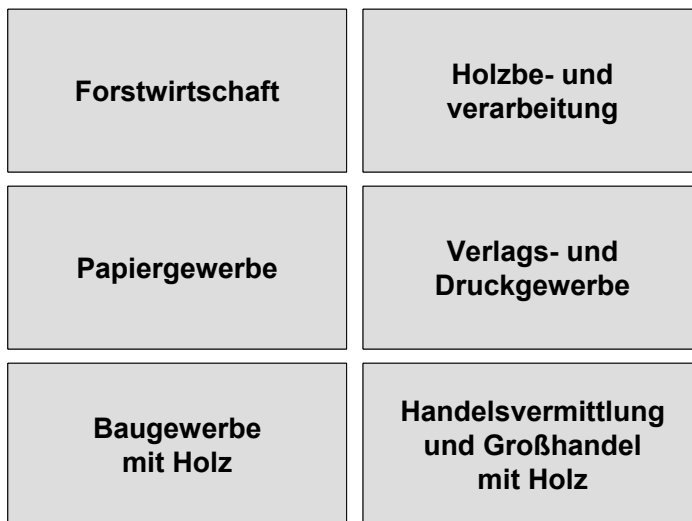 Forstwirtschaft
Holzbe- und
verarbeitung
Papiergewerbe
Verlags- und
Druckgewerbe
Baugewerbe
mit Holz
Handelsvermittlung
und Großhandel
mit Holz